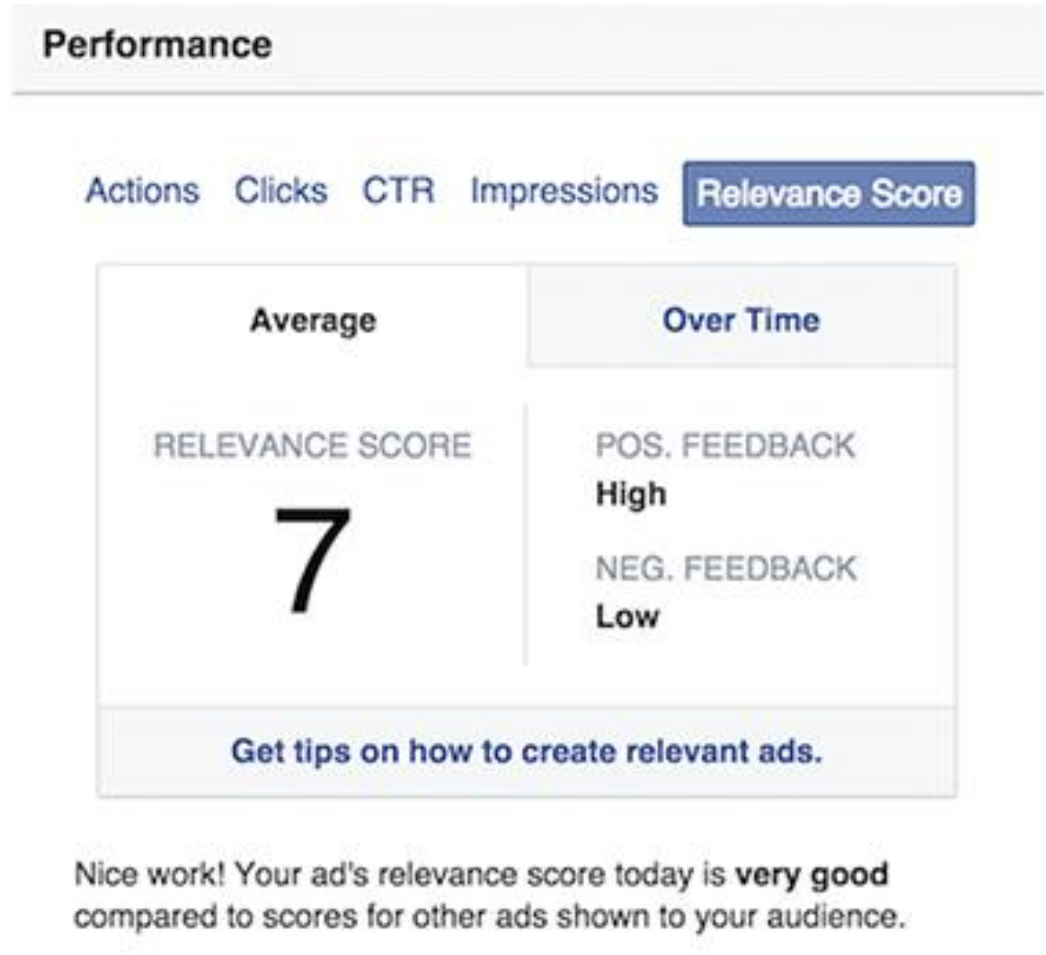 Performance
Actions Clicks CTR Impressions Relevance Score
Average Over Time
RELEVANCE SCORE
7
POS. FEEDBACK
High
NEG. FEEDBACK
Low
Get tips on how to create relevant ads.
Nice work! Your ad's relevance score today is very good
compared to scores for other ads shown to your audience.